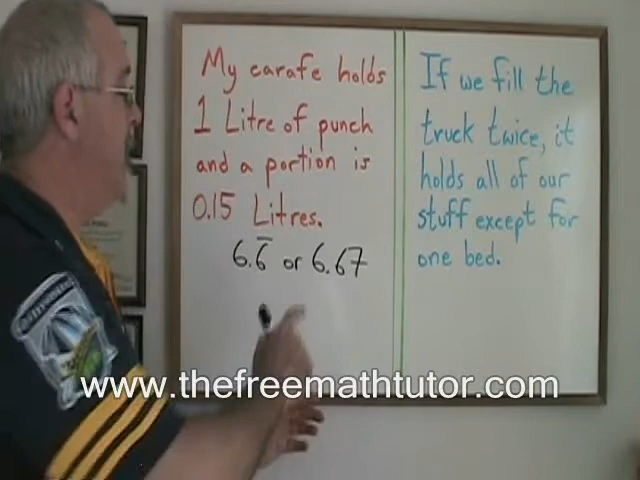 My carafe holds
1 Litre of punch
and a portion is
0.15 Litres.
6.6̅ or 6.67
If we fill the
truck twice, it
holds all of our
stuff except for
one bed.
www.thefreemathtutor.com